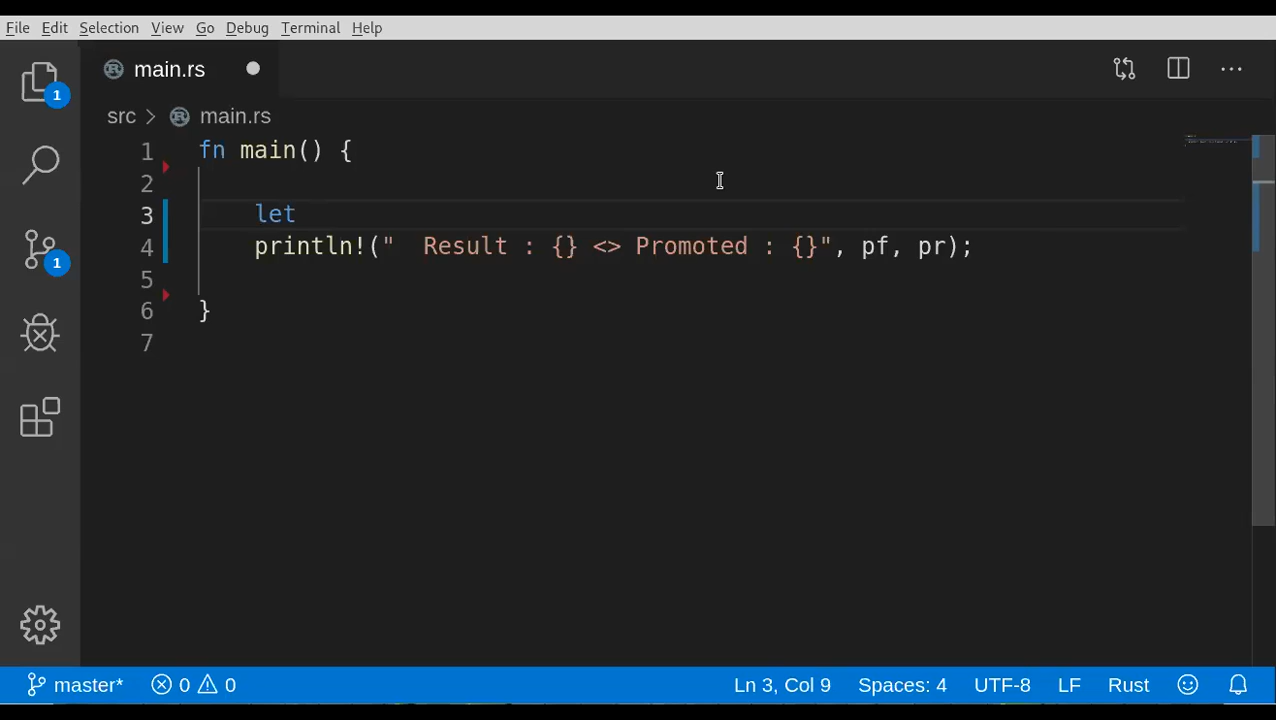 File Edit Selection View Go Debug Terminal Help
main.rs
1
src > main.rs
1 fn main() {
2
3 let
4 println!("  Result : {} <> Promoted : {}", pf, pr);
5
6 }
7
1
master* 0 0 Ln 3, Col 9 Spaces: 4 UTF-8 LF Rust